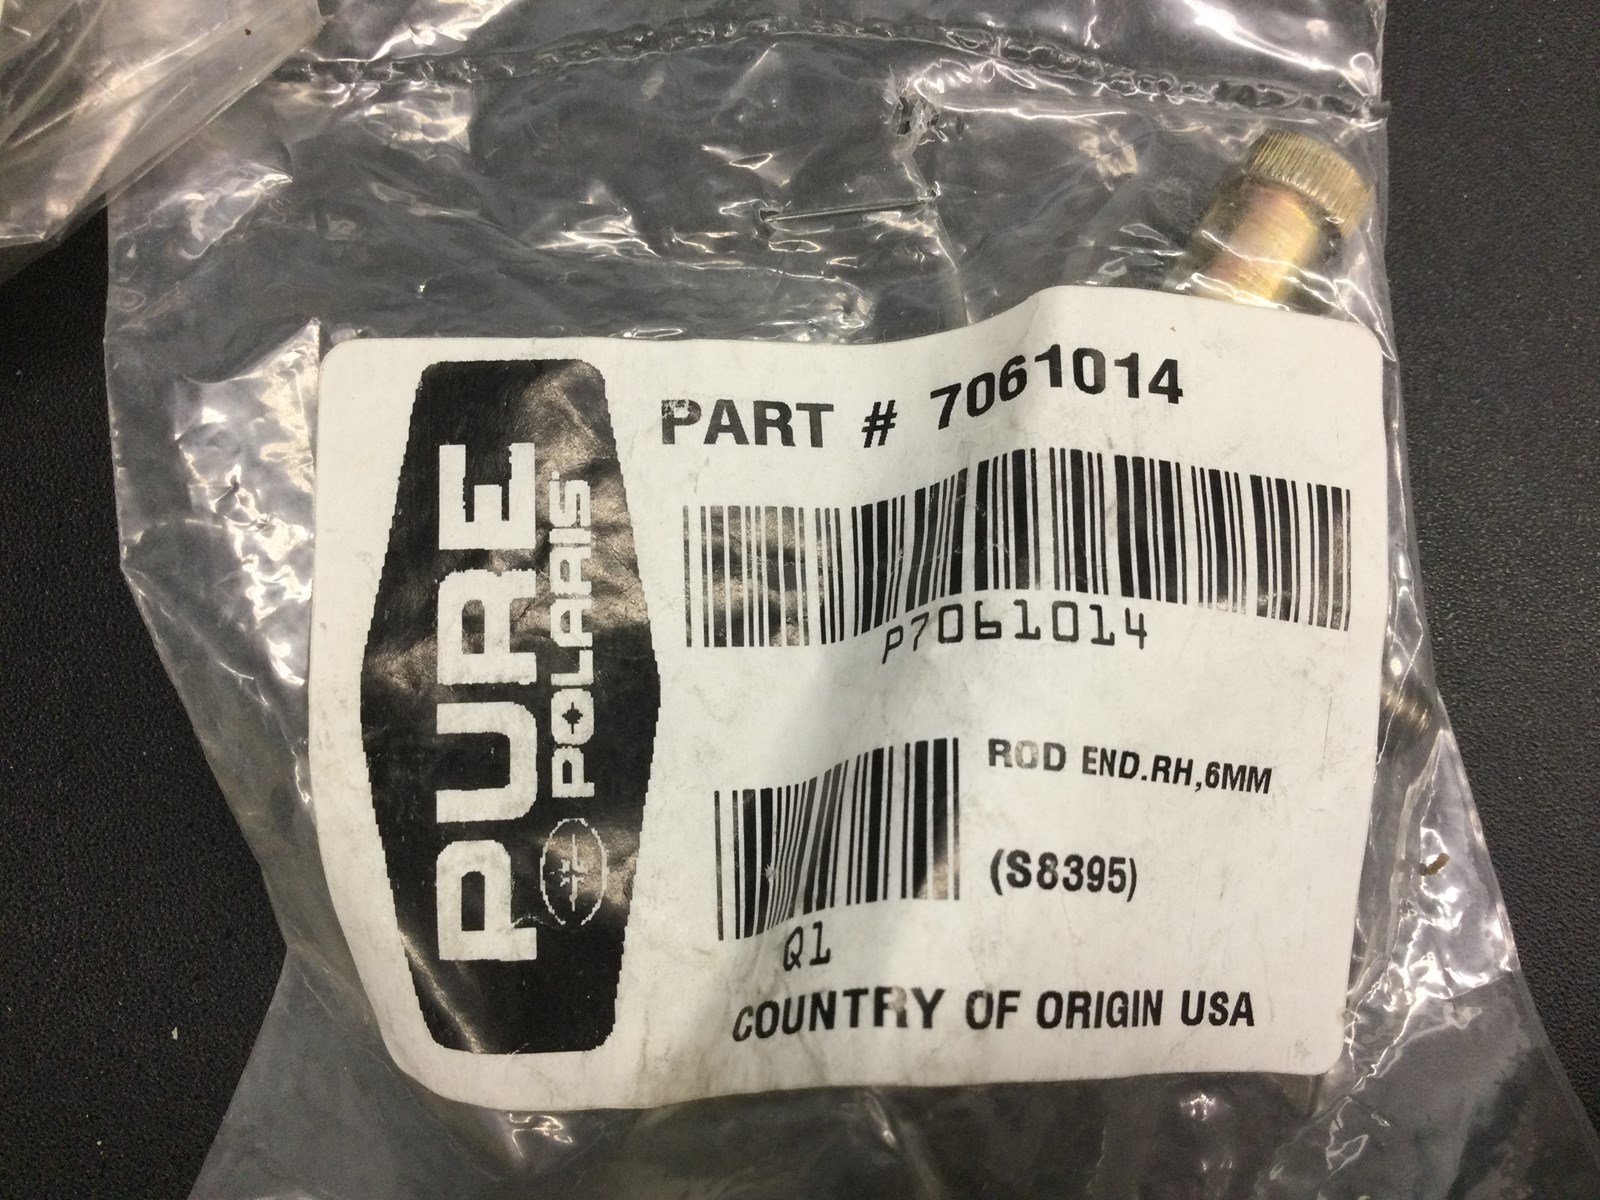 PURE
POLARIS
PART # 7061014
P7061014
ROD END.RH,6MM
(S8395)
Q1
COUNTRY OF ORIGIN USA